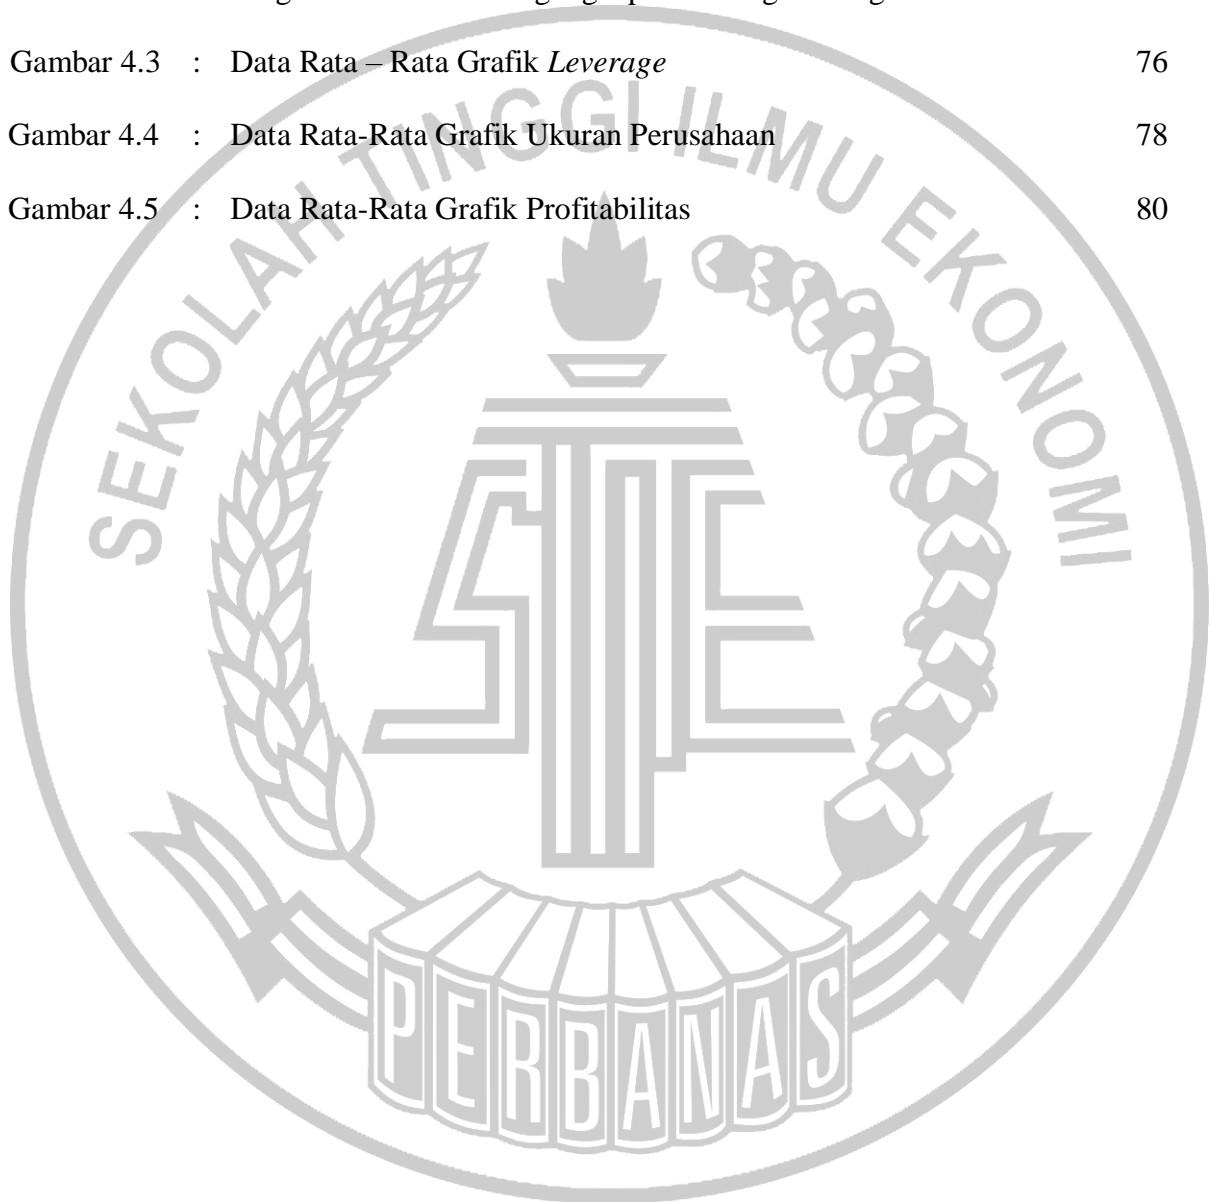 Gambar 4.3 : Data Rata – Rata Grafik Leverage 76
Gambar 4.4 : Data Rata-Rata Grafik Ukuran Perusahaan 78
Gambar 4.5 : Data Rata-Rata Grafik Profitabilitas 80
SEKOLAH TINGGI ILMU EKONOMI
STIE
PERBANAS